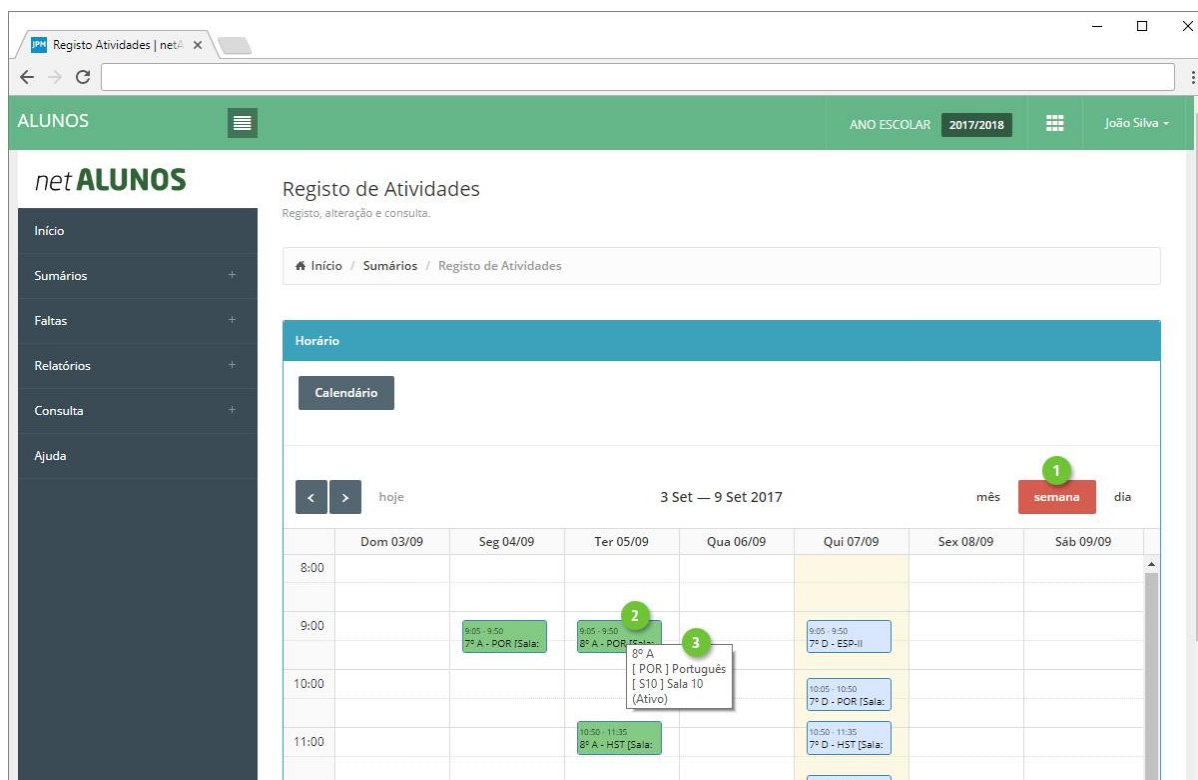 JPM Registo Atividades | netA
ALUNOS
ANO ESCOLAR 2017/2018
João Silva
net ALUNOS
Início
Sumários +
Faltas +
Relatórios +
Consulta +
Ajuda
Registo de Atividades
Registo, alteração e consulta.
Início / Sumários / Registo de Atividades
Horário
Calendário
1
< > hoje 3 Set — 9 Set 2017 mês semana dia
Dom 03/09 Seg 04/09 Ter 05/09 Qua 06/09 Qui 07/09 Sex 08/09 Sáb 09/09
8:00
9:00
9:05 - 9:50
7º A - POR [Sala:
2
9:05 - 9:50
8º A - POR [Sala:
3
8º A
[ POR ] Português
[ S10 ] Sala 10
(Ativo)
9:05 - 9:50
7º D - ESP-II
10:00
10:05 - 10:50
7º D - POR [Sala:
11:00
10:50 - 11:35
8º A - HST [Sala:
10:50 - 11:35
7º D - HST [Sala: